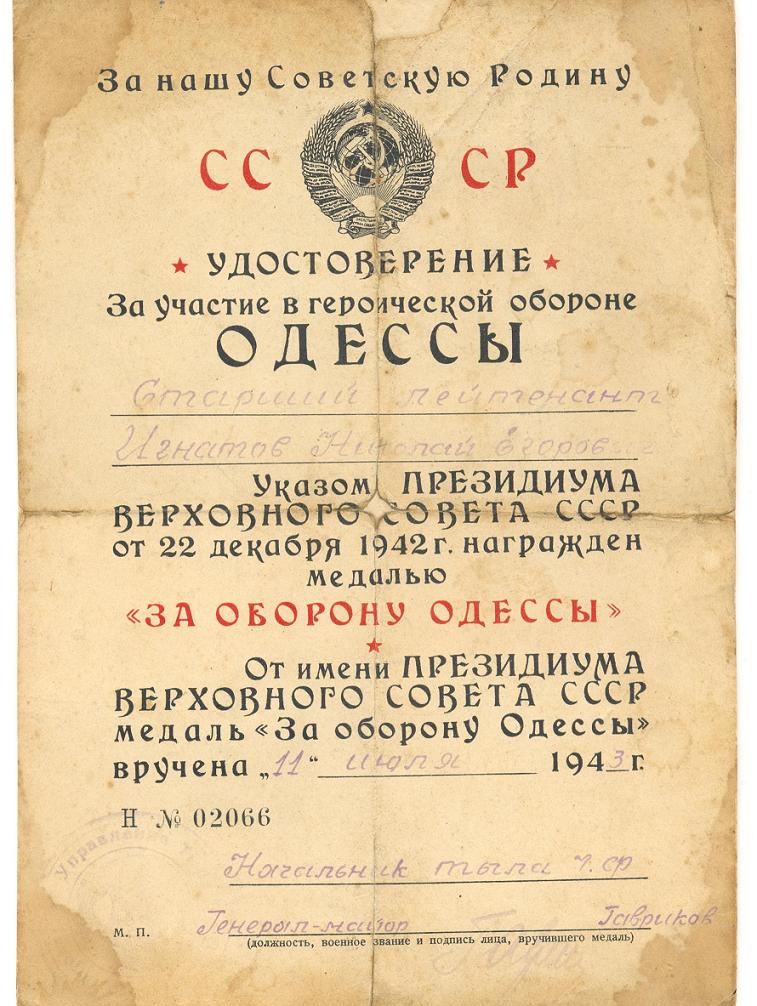 За нашу Советскую Родину
СС СР
УДОСТОВЕРЕНИЕ
За участие в героической обороне
ОДЕССЫ
Старший лейтенант
Игнатов Николай Егорович
Указом ПРЕЗИДИУМА
ВЕРХОВНОГО СОВЕТА СССР
от 22 декабря 1942 г. награжден
медалью
«ЗА ОБОРОНУ ОДЕССЫ»
От имени ПРЕЗИДИУМА
ВЕРХОВНОГО СОВЕТА СССР
медаль «За оборону Одессы»
вручена „11“ июля 1943 г.
Н № 02066
Управление
Начальник тыла
М. П. Генерал-майор Гавриков
(должность, военное звание и подпись лица, вручившего медаль)